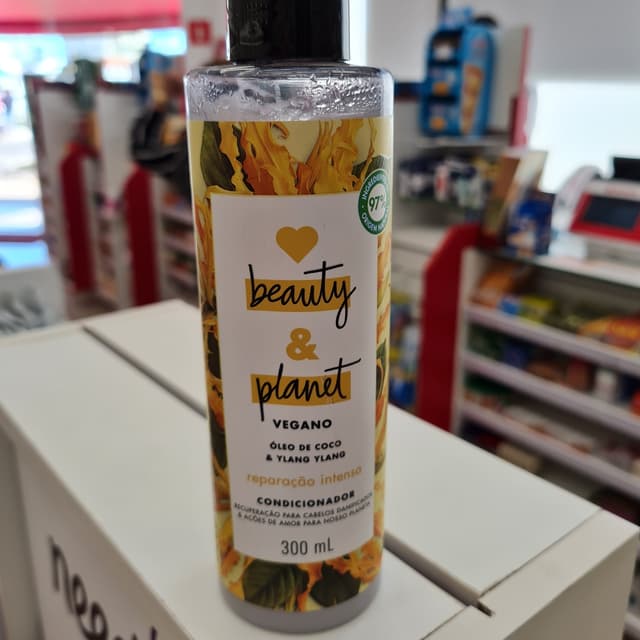 97%
beauty
&
planet
VEGANO
ÓLEO DE COCO
& YLANG YLANG
reparação intensa
CONDICIONADOR
RECUPERAÇÃO PARA CABELOS DANIFICADOS
& AÇÕES DE AMOR PARA NOSSO PLANETA
300 mL